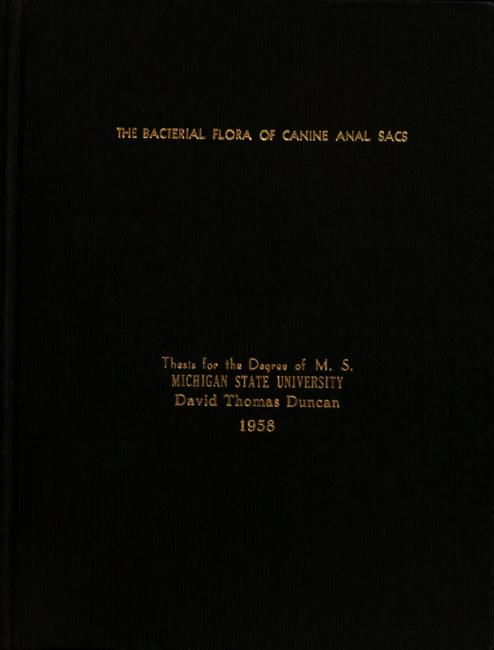 THE BACTERIAL FLORA OF CANINE ANAL SACS
Thesis for the Degree of M. S.
MICHIGAN STATE UNIVERSITY
David Thomas Duncan
1958